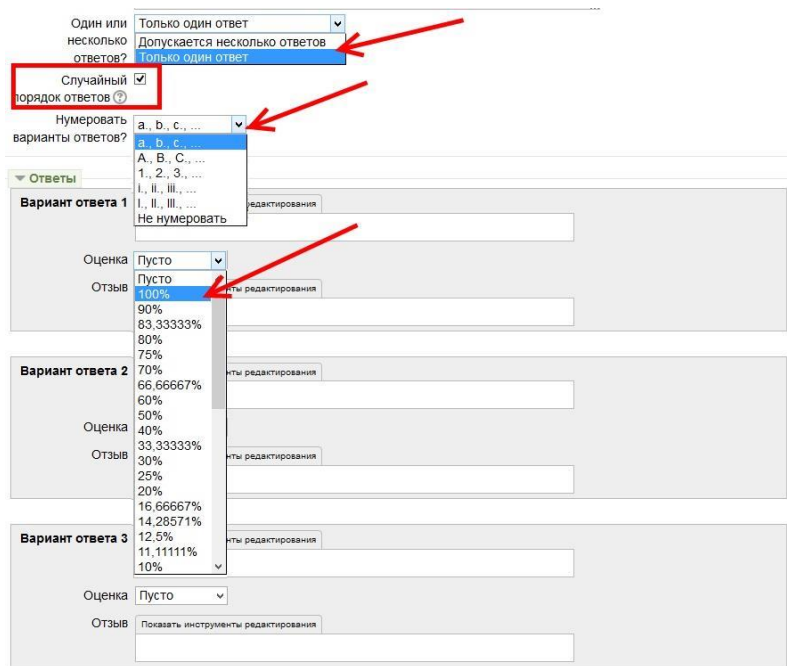 Один или
несколько
ответов?
Только один ответ
Допускается несколько ответов
Только один ответ
Случайный
порядок ответов
Нумеровать
варианты ответов?
a., b., c., ...
a., b., c., ...
A., B., C., ...
1., 2., 3., ...
i., ii., iii., ...
I., II., III., ...
Не нумеровать
Ответы
Вариант ответа 1
редактирования
Оценка Пусто
Пусто
100%
90%
83,33333%
80%
75%
70%
66,66667%
60%
50%
40%
33,33333%
30%
25%
20%
16,66667%
14,28571%
12,5%
11,11111%
10%
Отзыв
нты редактирования
Вариант ответа 2
нты редактирования
Оценка
Отзыв
нты редактирования
Вариант ответа 3
нты редактирования
Оценка Пусто
Отзыв Показать инструменты редактирования